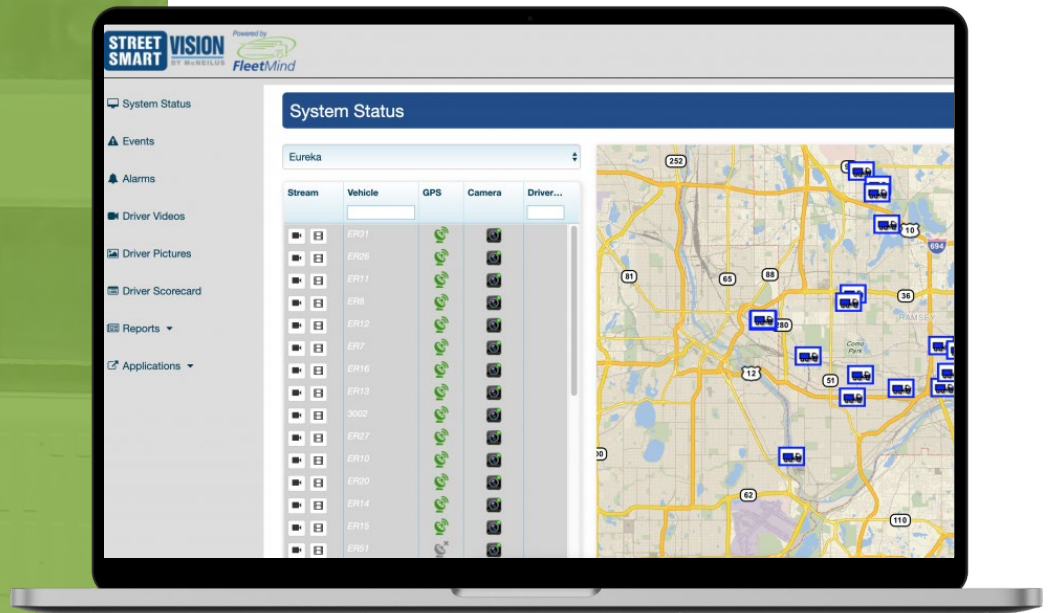 STREET SMART VISION
BY McNEILUS
Powered by
FleetMind
System Status
Events
Alarms
Driver Videos
Driver Pictures
Driver Scorecard
Reports
Applications
System Status
Eureka
Stream Vehicle GPS Camera Driver...
ER31
ER26
ER11
ER8
ER12
ER7
ER16
ER13
3002
ER27
ER10
ER20
ER14
ER15
ER51
252
10
694
81
65
88
36
RAMSEY
280
Como
Park
12
51
62
110